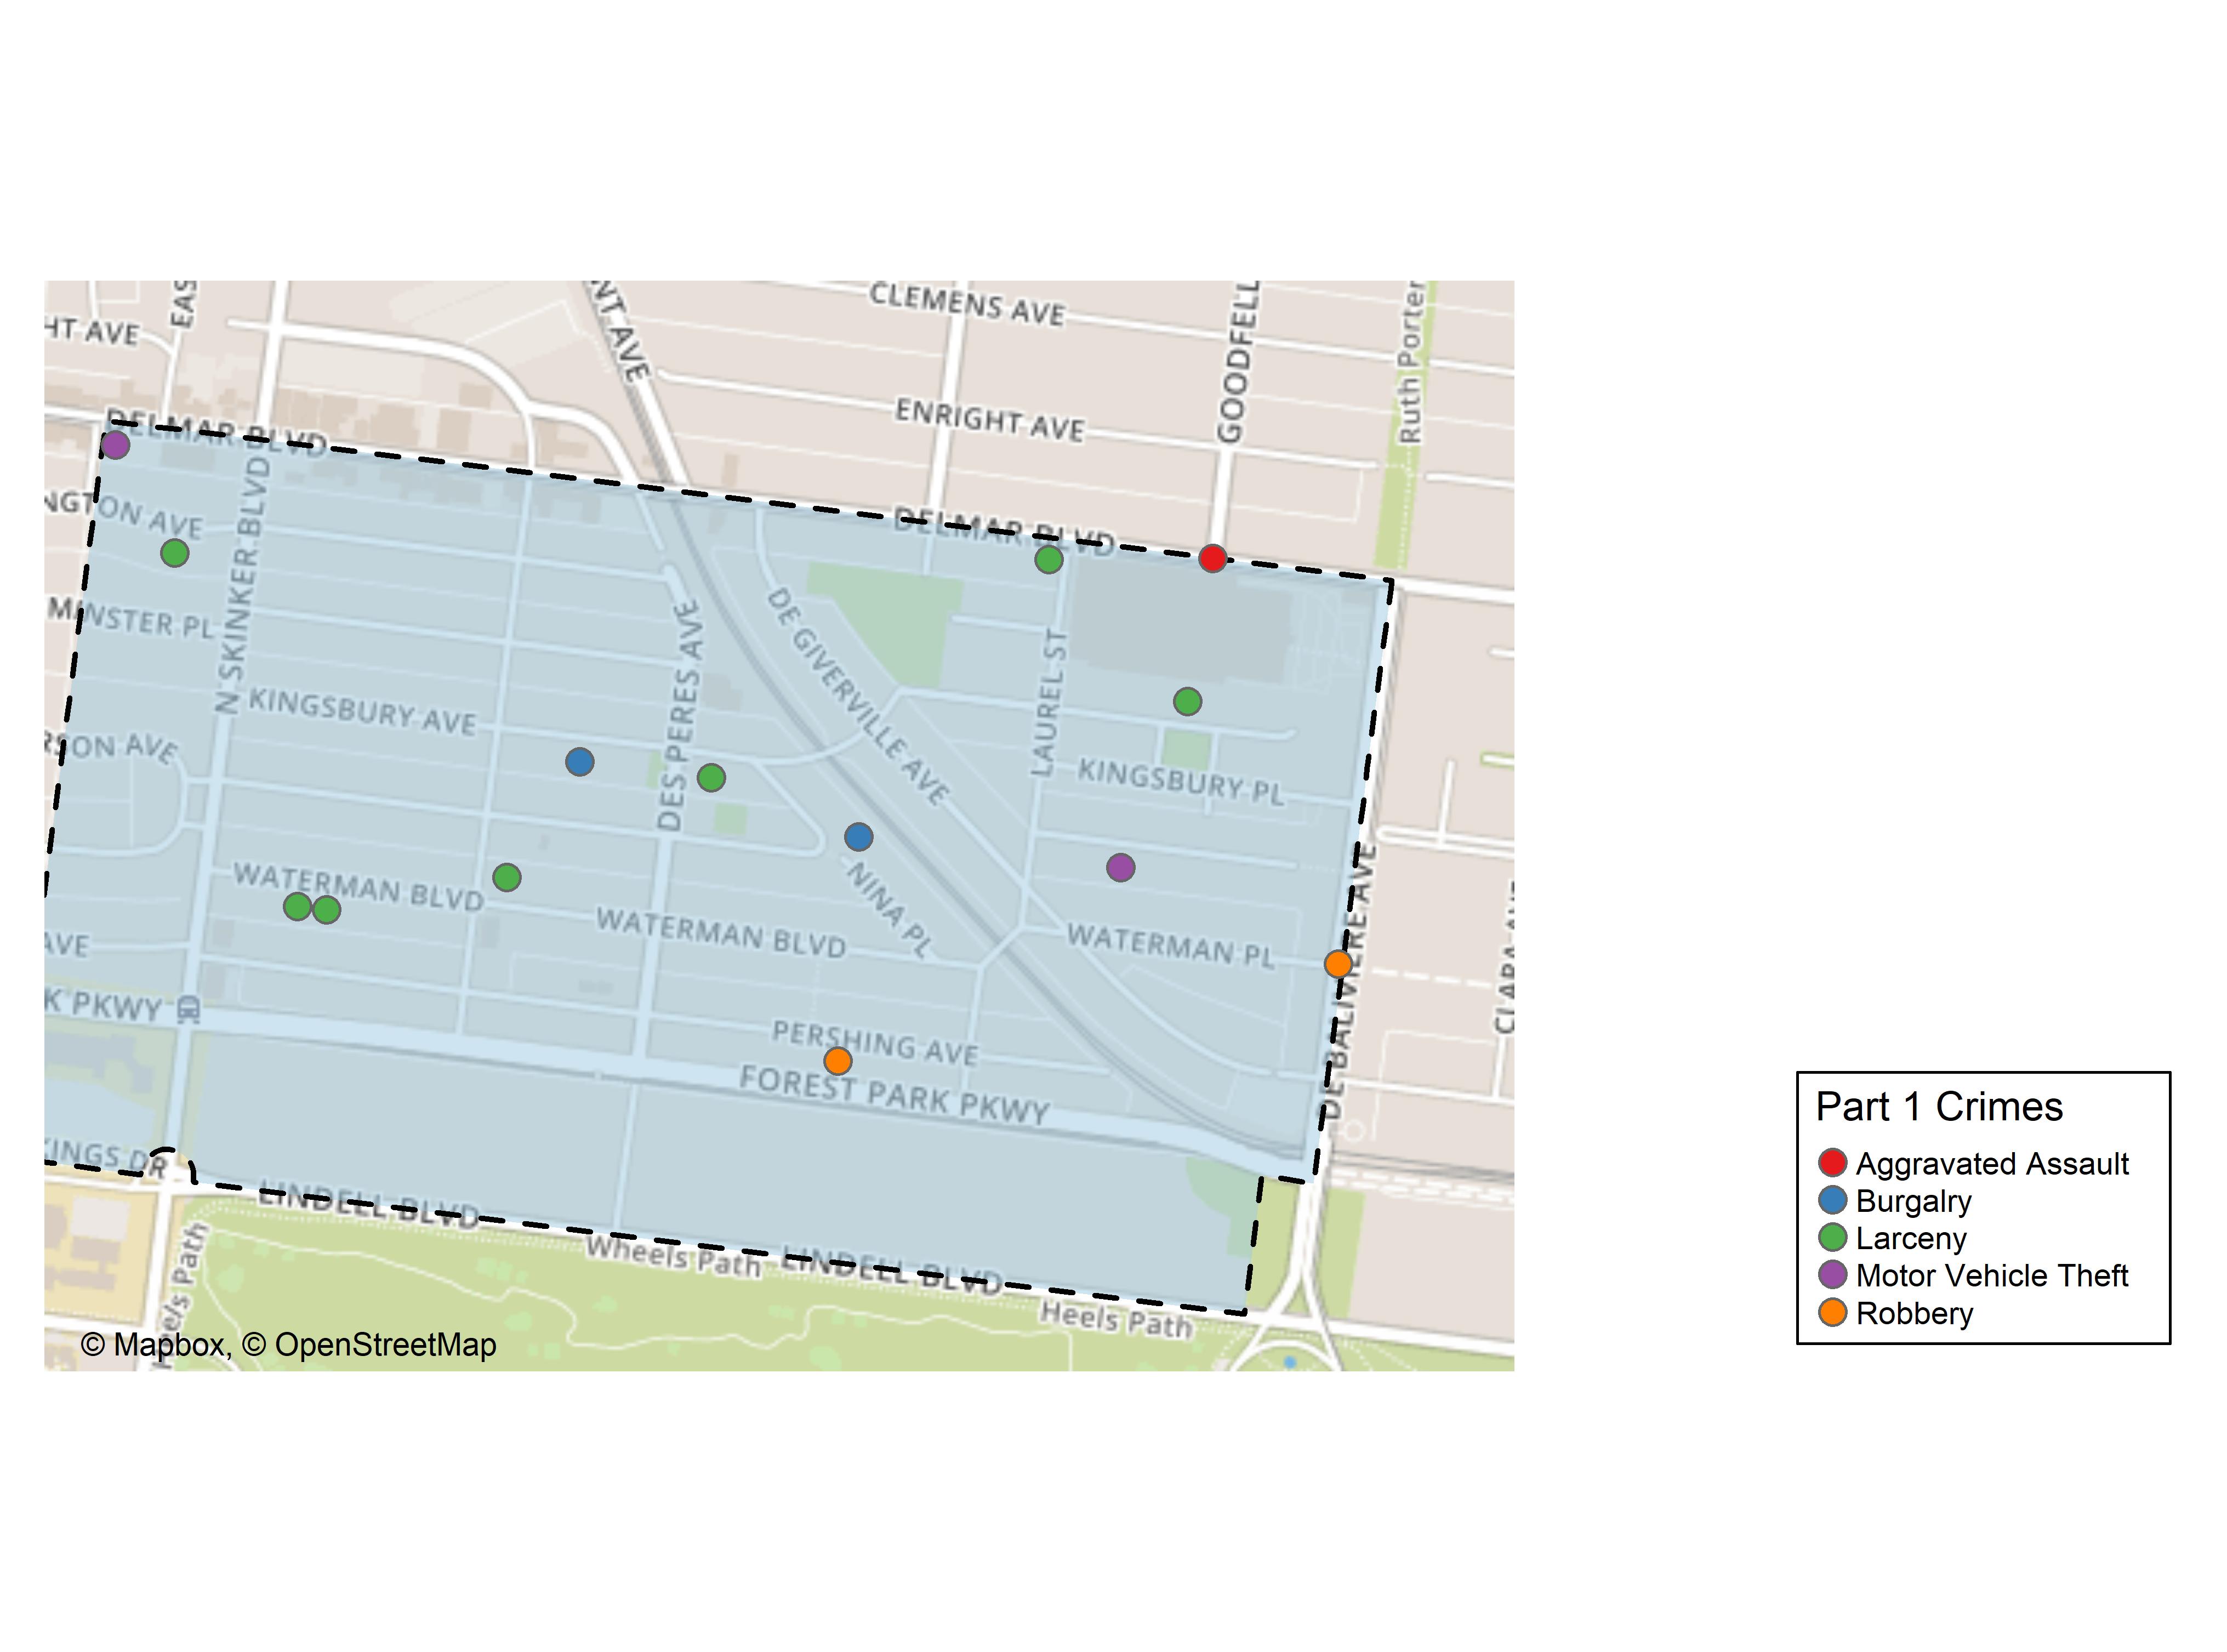 CLEMENS AVE
NT AVE
EAS
HT AVE
GOODFELL
Ruth Porter
ENRIGHT AVE
DELMAR BLVD
NGTON AVE
DELMAR BLVD
N SKINKER BLVD
MINSTER PL
DES PERES AVE
DE GIVERVILLE AVE
LAUREL ST
KINGSBURY AVE
RSON AVE
KINGSBURY PL
WATERMAN BLVD
NINA PL
WATERMAN BLVD
WATERMAN PL
DE BALIVIERE AVE
CLARA AVE
AVE
K PKWY
PERSHING AVE
FOREST PARK PKWY
KINGS DR
LINDELL BLVD
Wheels Path
LINDELL BLVD
Heels Path
heels Path
© Mapbox, © OpenStreetMap
Part 1 Crimes
Aggravated Assault
Burgalry
Larceny
Motor Vehicle Theft
Robbery